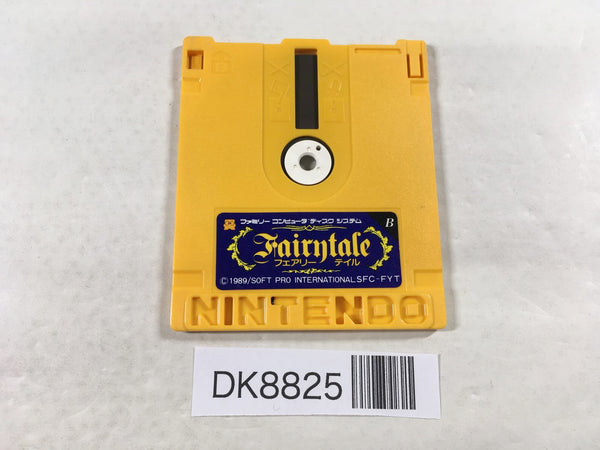 ファミリー コンピュータ ディスク システム
B
Fairytale
フェアリー テイル
©1989/SOFT PRO INTERNATIONAL SFC-FYT
NINTENDO
DK8825